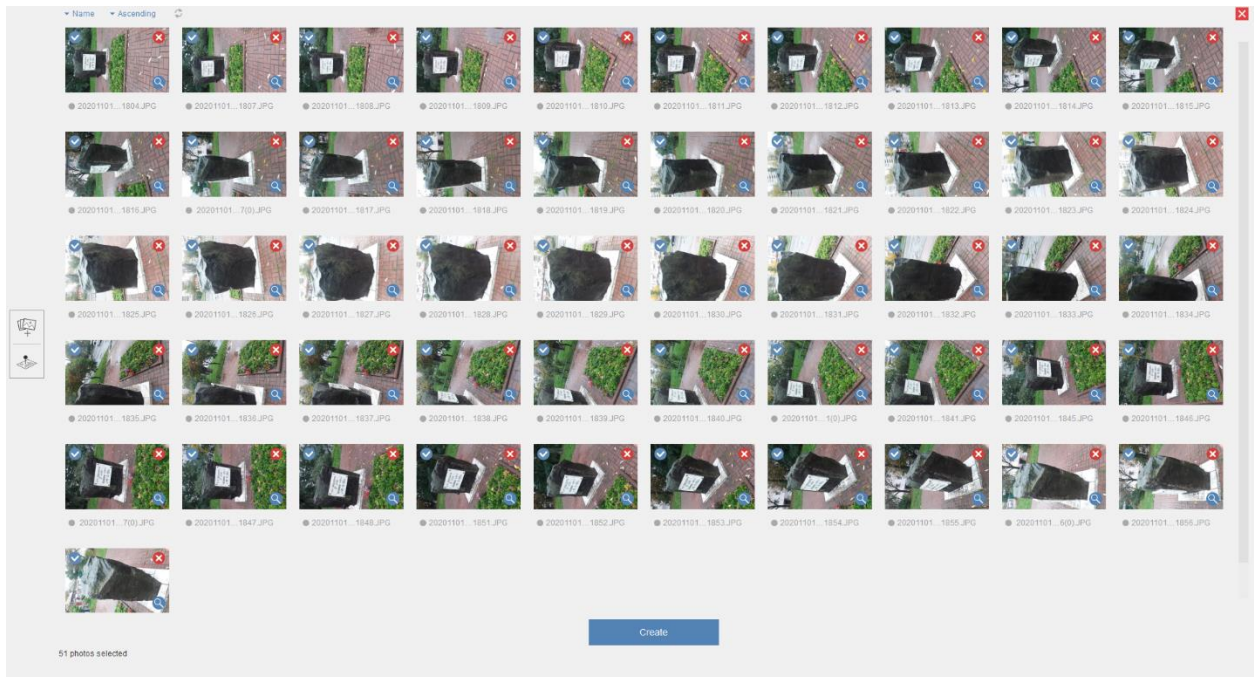 Name Ascending
20201101...1804.JPG 20201101...1807.JPG 20201101...1808.JPG 20201101...1809.JPG 20201101...1810.JPG 20201101...1811.JPG 20201101...1812.JPG 20201101...1813.JPG 20201101...1814.JPG 20201101...1815.JPG
20201101...1816.JPG 20201101...7(0).JPG 20201101...1817.JPG 20201101...1818.JPG 20201101...1819.JPG 20201101...1820.JPG 20201101...1821.JPG 20201101...1822.JPG 20201101...1823.JPG 20201101...1824.JPG
20201101...1825.JPG 20201101...1826.JPG 20201101...1827.JPG 20201101...1828.JPG 20201101...1829.JPG 20201101...1830.JPG 20201101...1831.JPG 20201101...1832.JPG 20201101...1833.JPG 20201101...1834.JPG
20201101...1835.JPG 20201101...1836.JPG 20201101...1837.JPG 20201101...1838.JPG 20201101...1839.JPG 20201101...1840.JPG 20201101...1(0).JPG 20201101...1841.JPG 20201101...1845.JPG 20201101...1846.JPG
20201101...7(0).JPG 20201101...1847.JPG 20201101...1848.JPG 20201101...1851.JPG 20201101...1852.JPG 20201101...1853.JPG 20201101...1854.JPG 20201101...1855.JPG 20201101...6(0).JPG 20201101...1856.JPG
Create
51 photos selected